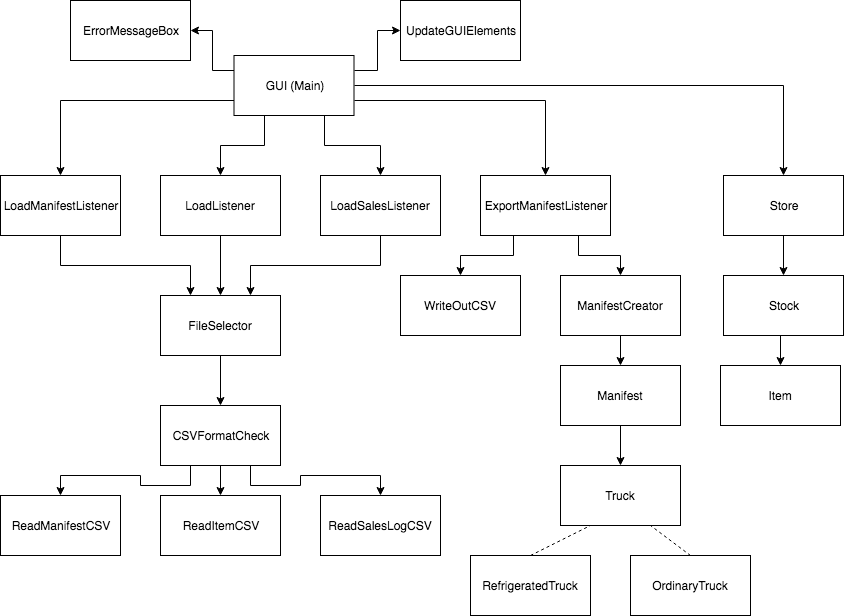 ErrorMessageBox
UpdateGUIElements
GUI (Main)
LoadManifestListener
LoadListener
LoadSalesListener
ExportManifestListener
Store
FileSelector
WriteOutCSV
ManifestCreator
Stock
Manifest
Item
CSVFormatCheck
Truck
ReadManifestCSV
ReadItemCSV
ReadSalesLogCSV
RefrigeratedTruck
OrdinaryTruck